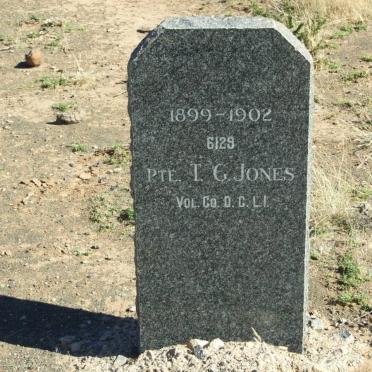 1899-1902
6129
PTE. T. G. JONES
VOL. CO. D. C. L.I.